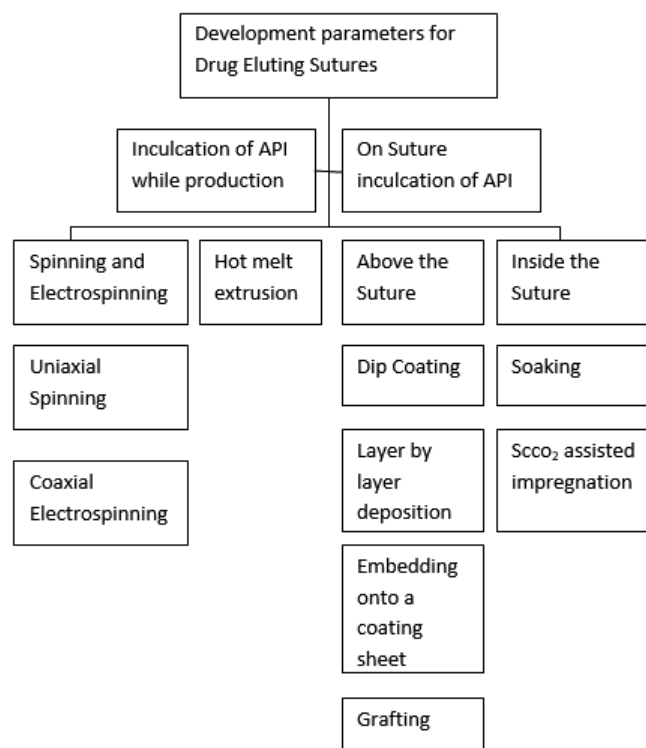 Development parameters for
Drug Eluting Sutures
Inculcation of API
while production
On Suture
inculcation of API
Spinning and
Electrospinning
Hot melt
extrusion
Above the
Suture
Inside the
Suture
Uniaxial
Spinning
Dip Coating
Soaking
Coaxial
Electrospinning
Layer by
layer
deposition
Scco₂ assisted
impregnation
Embedding
onto a
coating
sheet
Grafting